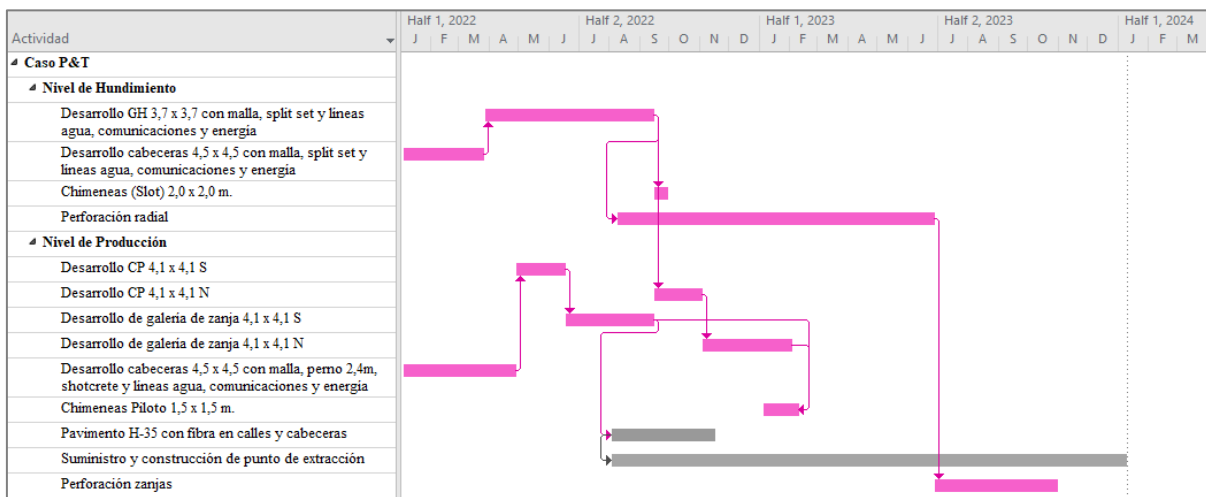 Half 1, 2022 Half 2, 2022 Half 1, 2023 Half 2, 2023 Half 1, 2024
Actividad J F M A M J J A S O N D J F M A M J J A S O N D J F M
Caso P&T
Nivel de Hundimiento
Desarrollo GH 3,7 x 3,7 con malla, split set y lineas
agua, comunicaciones y energía
Desarrollo cabeceras 4,5 x 4,5 con malla, split set y
líneas agua, comunicaciones y energía
Chimeneas (Slot) 2,0 x 2,0 m.
Perforación radial
Nivel de Producción
Desarrollo CP 4,1 x 4,1 S
Desarrollo CP 4,1 x 4,1 N
Desarrollo de galería de zanja 4,1 x 4,1 S
Desarrollo de galería de zanja 4,1 x 4,1 N
Desarrollo cabeceras 4,5 x 4,5 con malla, perno 2,4m,
shotcrete y líneas agua, comunicaciones y energía
Chimeneas Piloto 1,5 x 1,5 m.
Pavimento H-35 con fibra en calles y cabeceras
Suministro y construcción de punto de extracción
Perforación zanjas